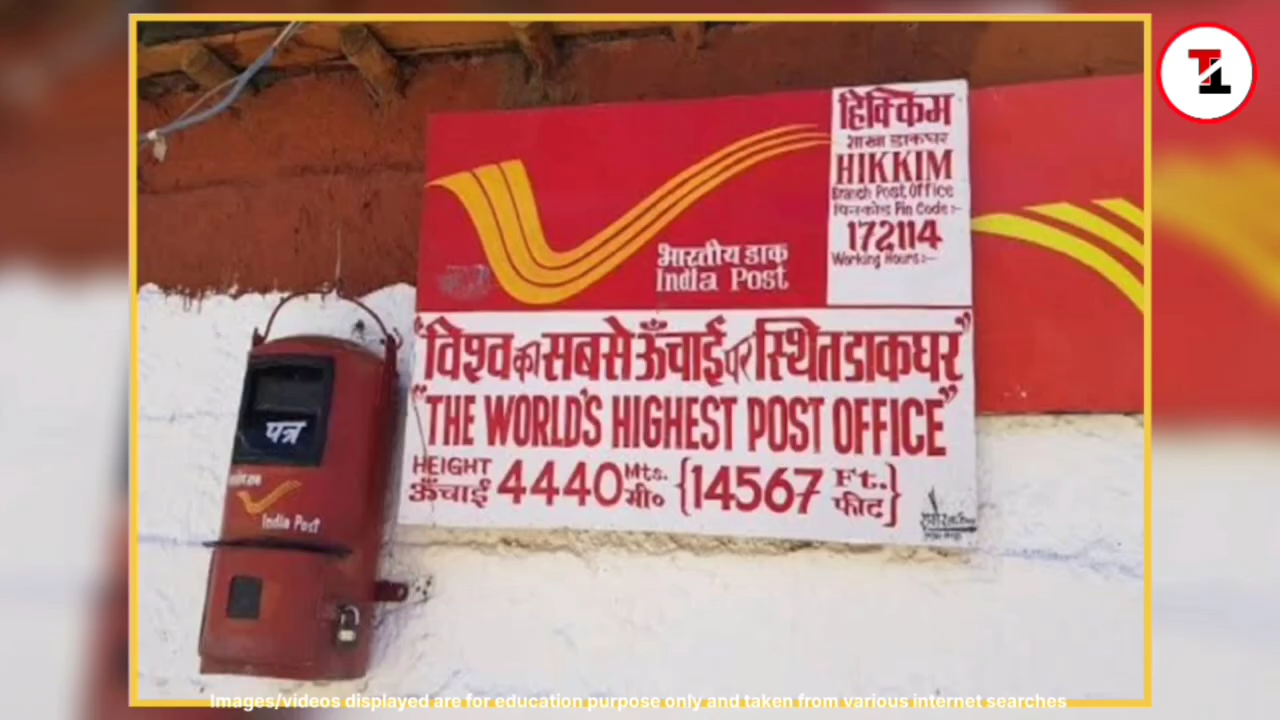 हिक्किम
शाखा डाकघर
HIKKIM
Branch Post Office
पिनकोड Pin Code:-
172114
Working Hours:-
भारतीय डाक
India Post
"विश्व का सबसे ऊँचाई पर स्थित डाकघर"
"THE WORLD'S HIGHEST POST OFFICE"
HEIGHT 4440 Mts. {14567 Ft.}
ऊँचाई मी० फीट
पत्र
India Post
T1
Images/videos displayed are for education purpose only and taken from various internet searches